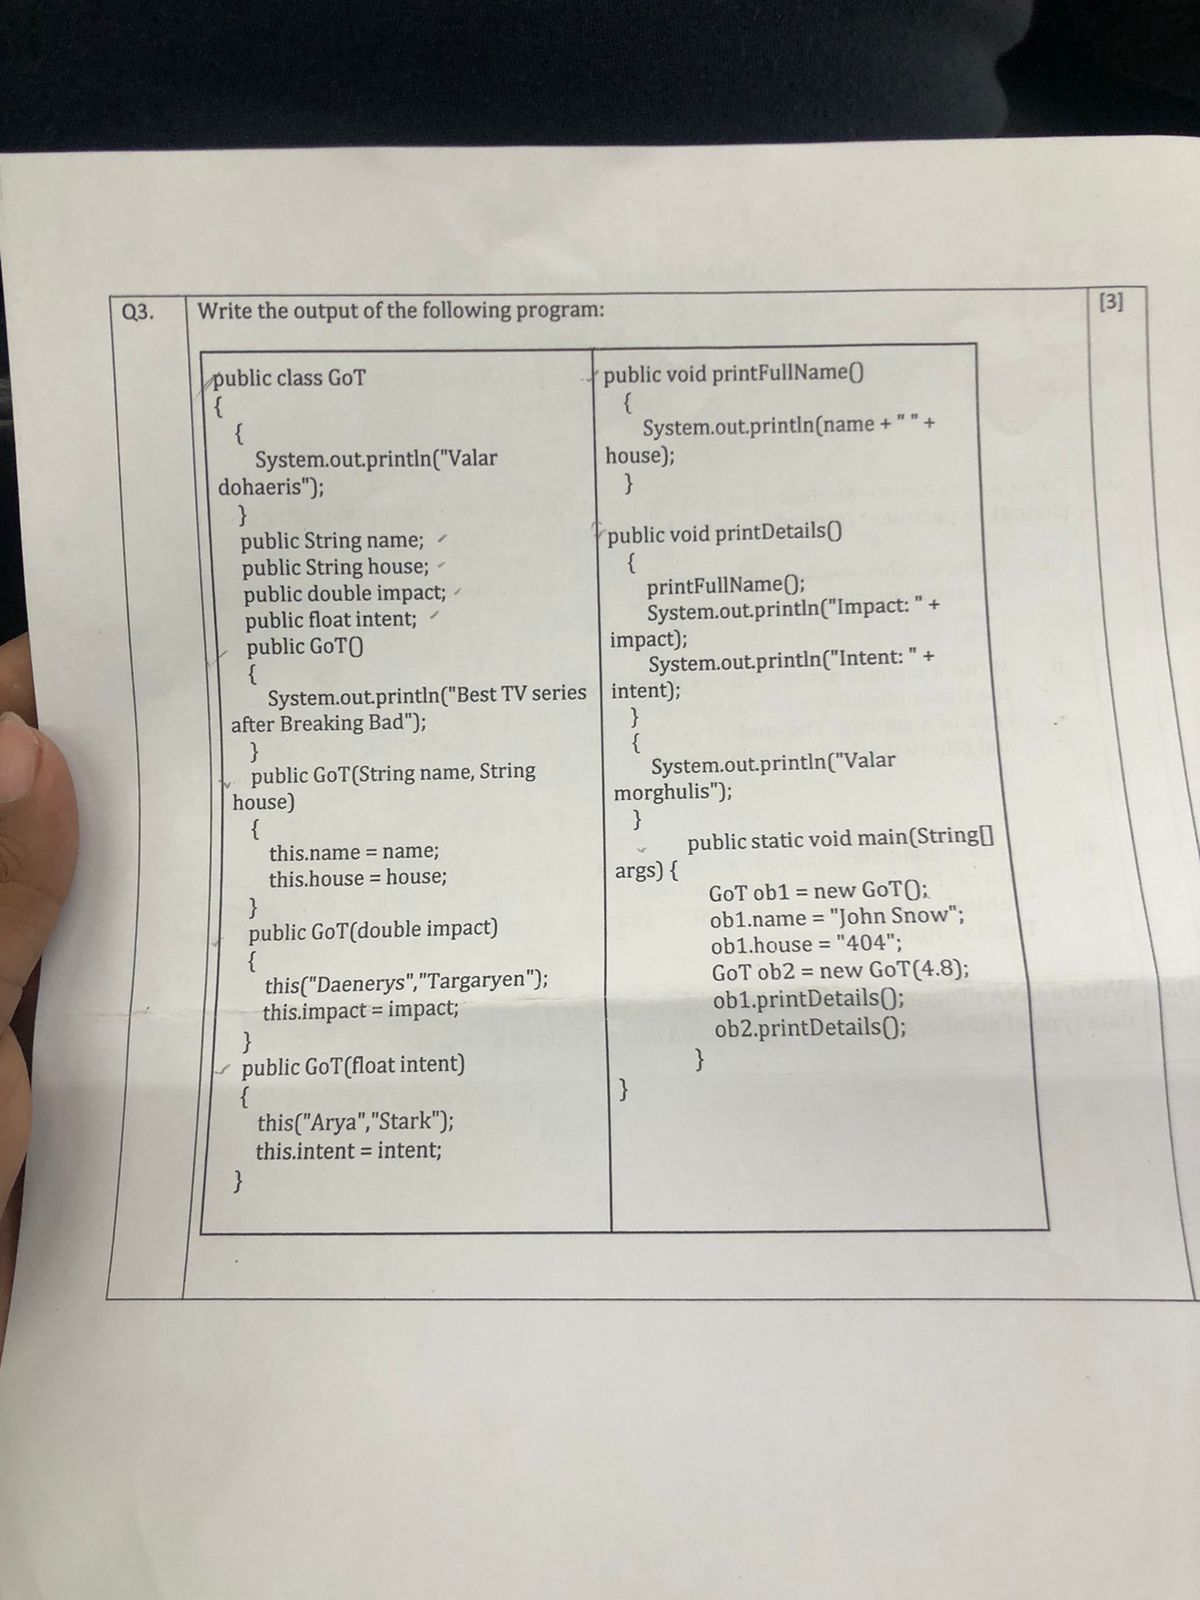 Q3.
Write the output of the following program:
[3]
public class GoT
{
{
System.out.println("Valar
dohaeris");
}
public String name;
public String house;
public double impact;
public float intent;
public GoT()
{
System.out.println("Best TV series
after Breaking Bad");
}
public GoT(String name, String
house)
{
this.name = name;
this.house = house;
}
public GoT(double impact)
{
this("Daenerys","Targaryen");
this.impact = impact;
}
public GoT(float intent)
{
this("Arya","Stark");
this.intent = intent;
}
public void printFullName()
{
System.out.println(name + " " +
house);
}
public void printDetails()
{
printFullName();
System.out.println("Impact: " +
impact);
System.out.println("Intent: " +
intent);
}
{
System.out.println("Valar
morghulis");
}
public static void main(String[]
args) {
GoT ob1 = new GoT();
ob1.name = "John Snow";
ob1.house = "404";
GoT ob2 = new GoT(4.8);
ob1.printDetails();
ob2.printDetails();
}
}